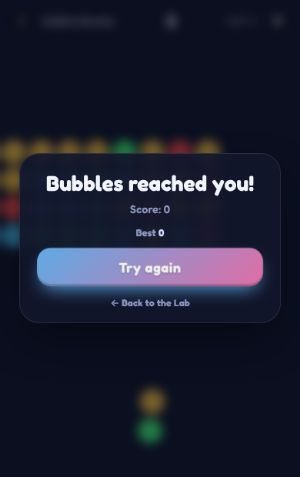 Bubbles reached you!
Score: 0
Best 0
Try again
← Back to the Lab